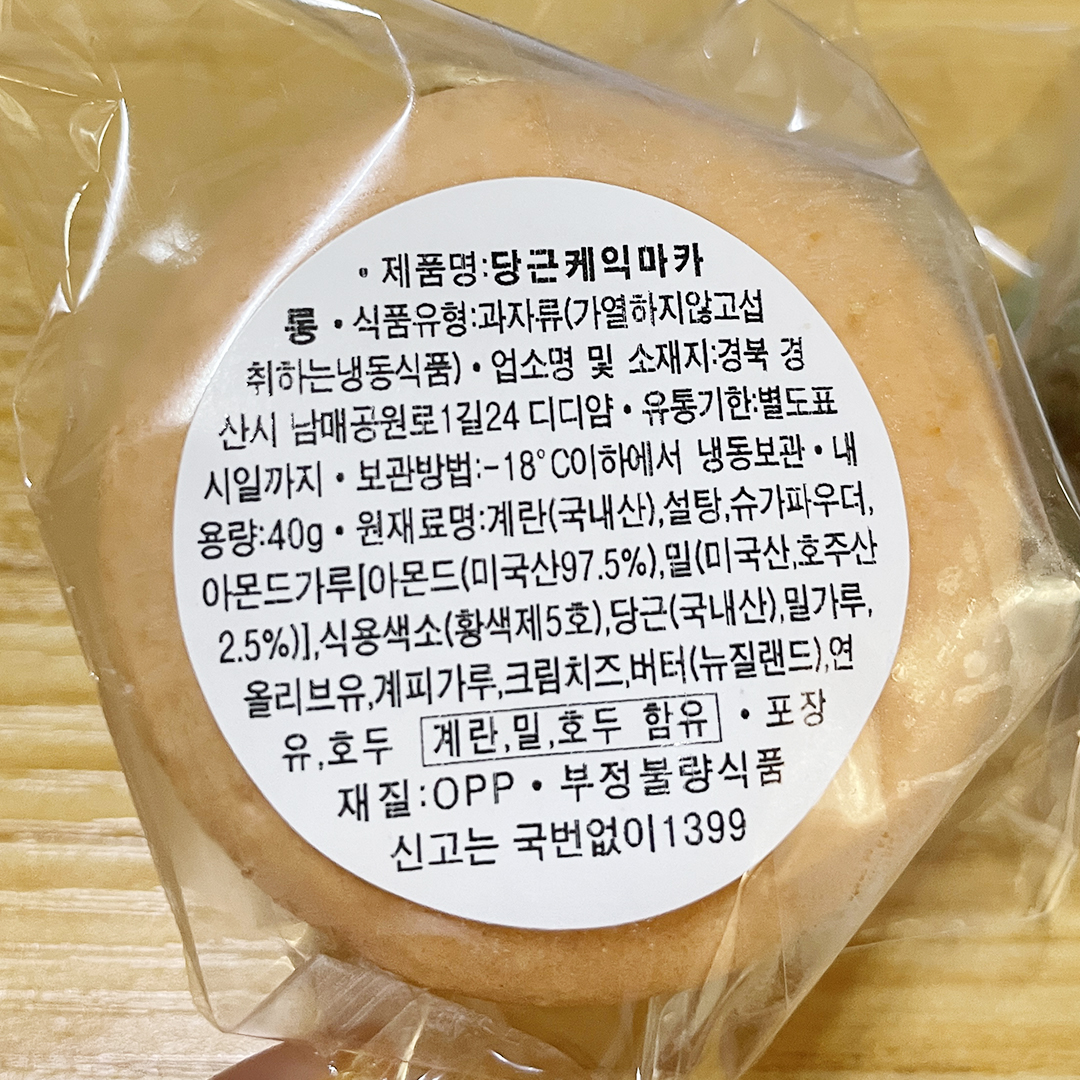 • 제품명:당근케익마카
롱 • 식품유형:과자류(가열하지않고섭
취하는냉동식품) • 업소명 및 소재지:경북 경
산시 남매공원로1길24 디디얌 • 유통기한:별도표
시일까지 • 보관방법:-18°C이하에서 냉동보관 • 내
용량:40g • 원재료명:계란(국내산),설탕,슈가파우더,
아몬드가루[아몬드(미국산97.5%),밀(미국산,호주산
2.5%)],식용색소(황색제5호),당근(국내산),밀가루,
올리브유,계피가루,크림치즈,버터(뉴질랜드),연
유,호두 계란,밀,호두 함유 • 포장
재질:OPP • 부정불량식품
신고는 국번없이1399